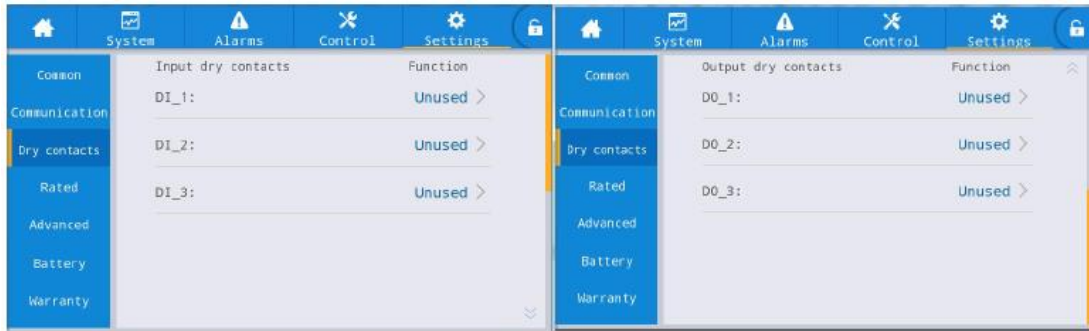 System Alarms Control Settings
Common
Communication
Dry contacts
Rated
Advanced
Battery
Warranty
Input dry contacts Function
DI_1: Unused
DI_2: Unused
DI_3: Unused
System Alarms Control Settings
Common
Communication
Dry contacts
Rated
Advanced
Battery
Warranty
Output dry contacts Function
DO_1: Unused
DO_2: Unused
DO_3: Unused